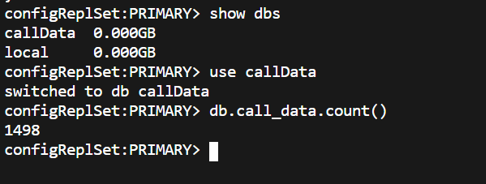 configReplSet:PRIMARY> show dbs
callData  0.000GB
local     0.000GB
configReplSet:PRIMARY> use callData
switched to db callData
configReplSet:PRIMARY> db.call_data.count()
1498
configReplSet:PRIMARY>